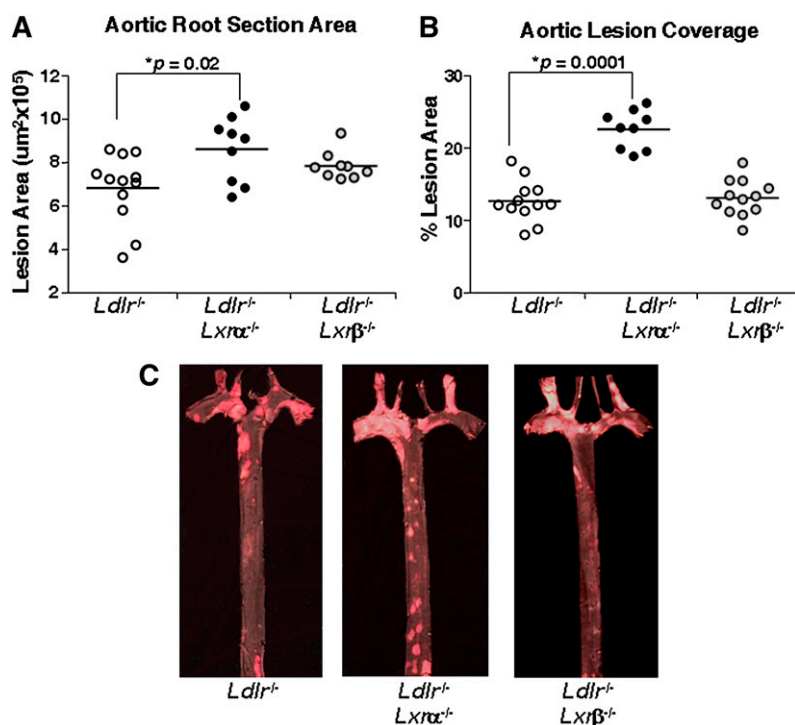 A Aortic Root Section Area
*p = 0.02
Lesion Area (um²x10⁵)
12
10
8
6
4
2
Ldlr⁻/⁻
Ldlr⁻/⁻
Lxrα⁻/⁻
Ldlr⁻/⁻
Lxrβ⁻/⁻
B Aortic Lesion Coverage
*p = 0.0001
% Lesion Area
30
20
10
0
Ldlr⁻/⁻
Ldlr⁻/⁻
Lxrα⁻/⁻
Ldlr⁻/⁻
Lxrβ⁻/⁻
C
Ldlr⁻/⁻
Ldlr⁻/⁻
Lxrα⁻/⁻
Ldlr⁻/⁻
Lxrβ⁻/⁻